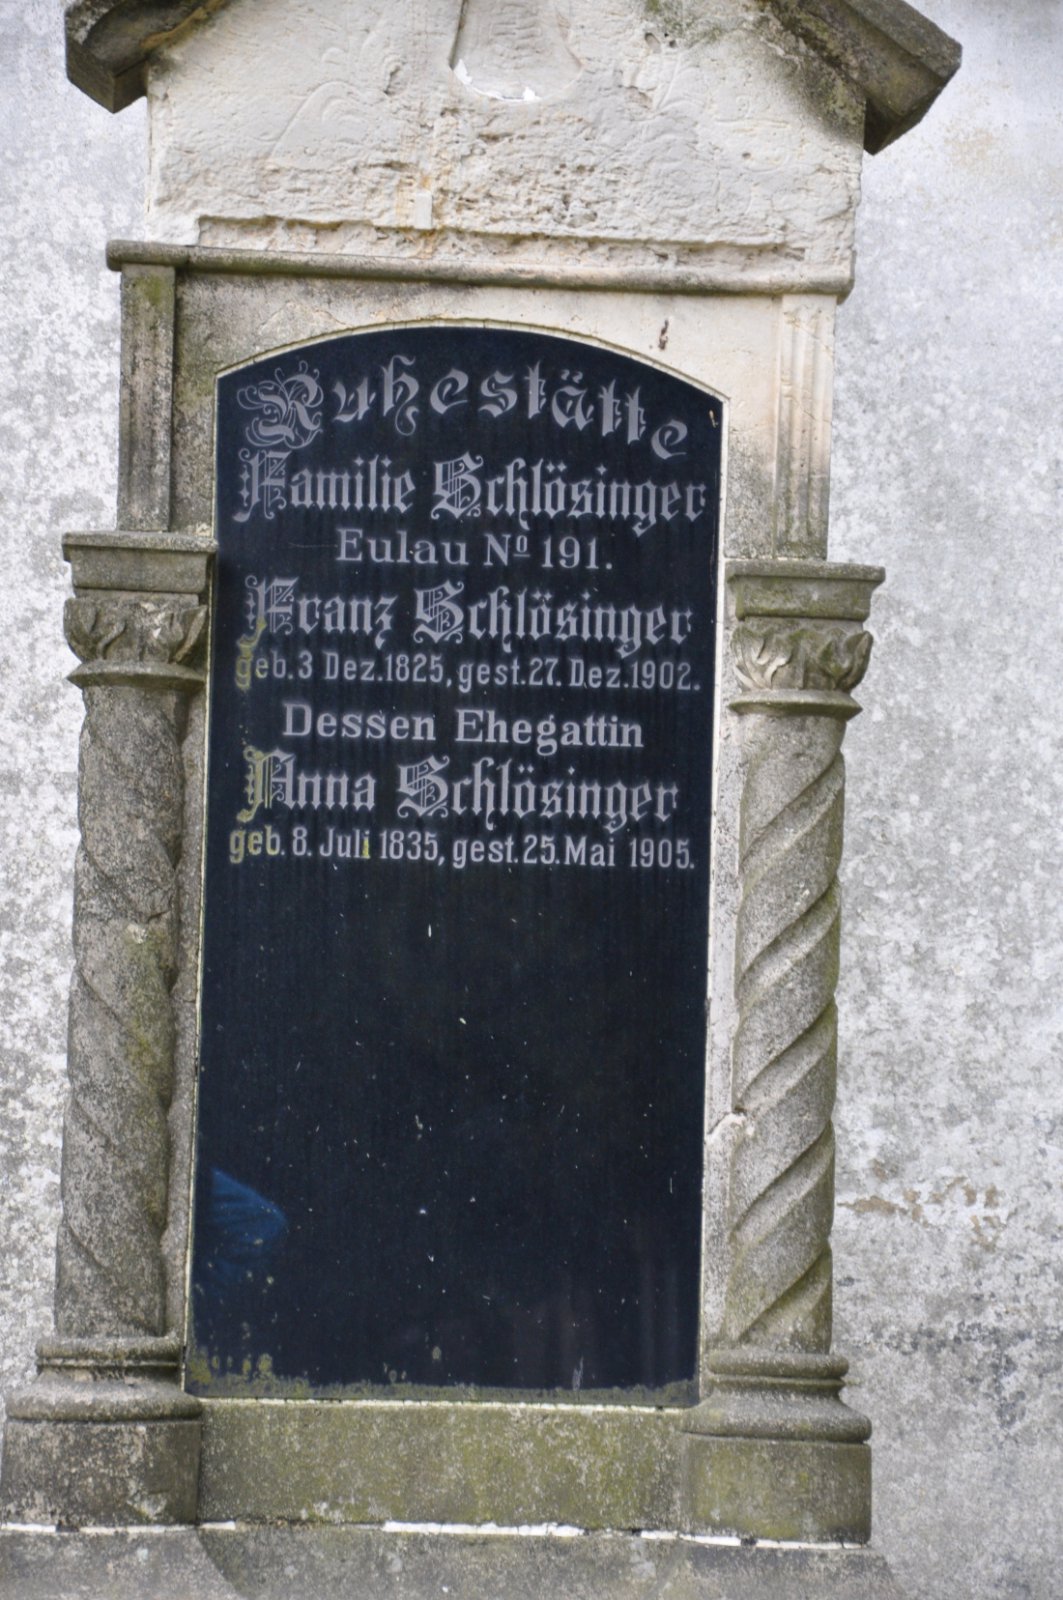 Ruhestätte
Familie Schlösinger
Eulau No 191.
Franz Schlösinger
geb. 3 Dez. 1825, gest. 27. Dez. 1902.
Dessen Ehegattin
Anna Schlösinger
geb. 8. Juli 1835, gest. 25. Mai 1905.